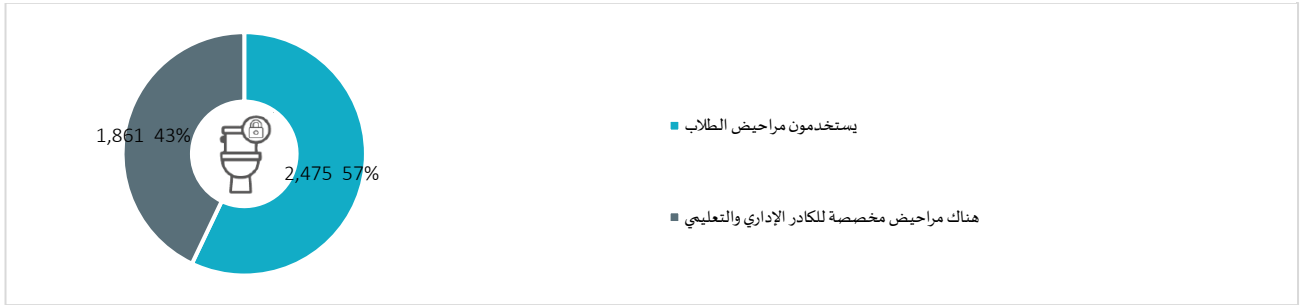 يستخدمون مراحيض الطلاب
1,861 43%
2,475 57%
هناك مراحيض مخصصة للكادر الإداري والتعليمي